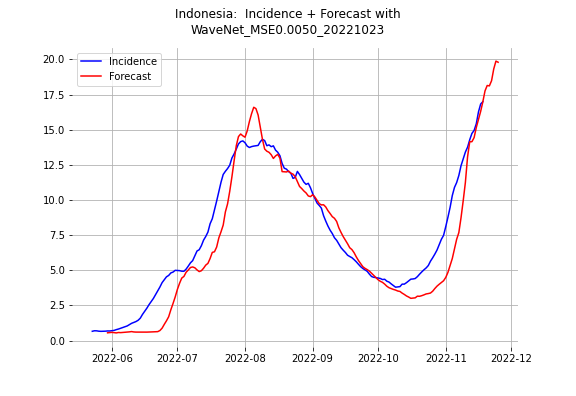 Indonesia:  Incidence + Forecast with
WaveNet_MSE0.0050_20221023
20.0
17.5
15.0
12.5
10.0
7.5
5.0
2.5
0.0
Incidence
Forecast
2022-06 2022-07 2022-08 2022-09 2022-10 2022-11 2022-12